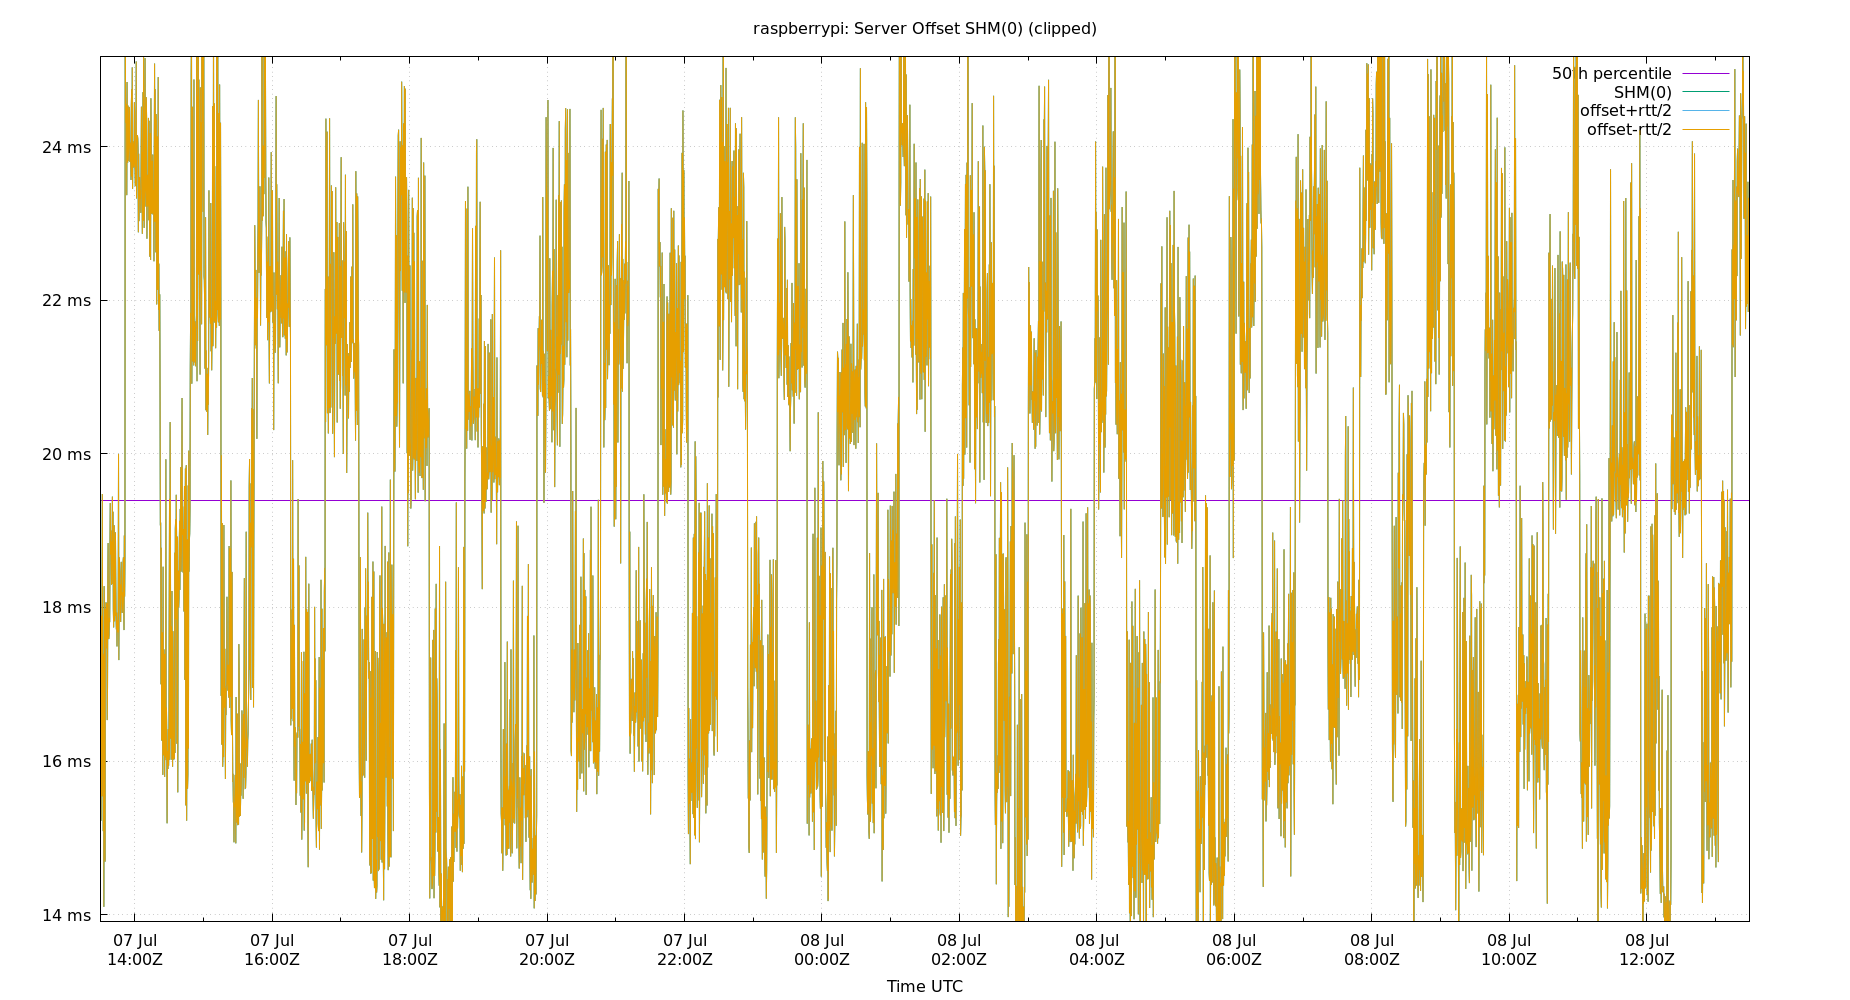 raspberrypi: Server Offset SHM(0) (clipped)
50th percentile
SHM(0)
offset+rtt/2
offset-rtt/2
24 ms
22 ms
20 ms
18 ms
16 ms
14 ms
07 Jul 07 Jul 07 Jul 07 Jul 07 Jul 08 Jul 08 Jul 08 Jul 08 Jul 08 Jul 08 Jul 08 Jul
14:00Z 16:00Z 18:00Z 20:00Z 22:00Z 00:00Z 02:00Z 04:00Z 06:00Z 08:00Z 10:00Z 12:00Z
Time UTC